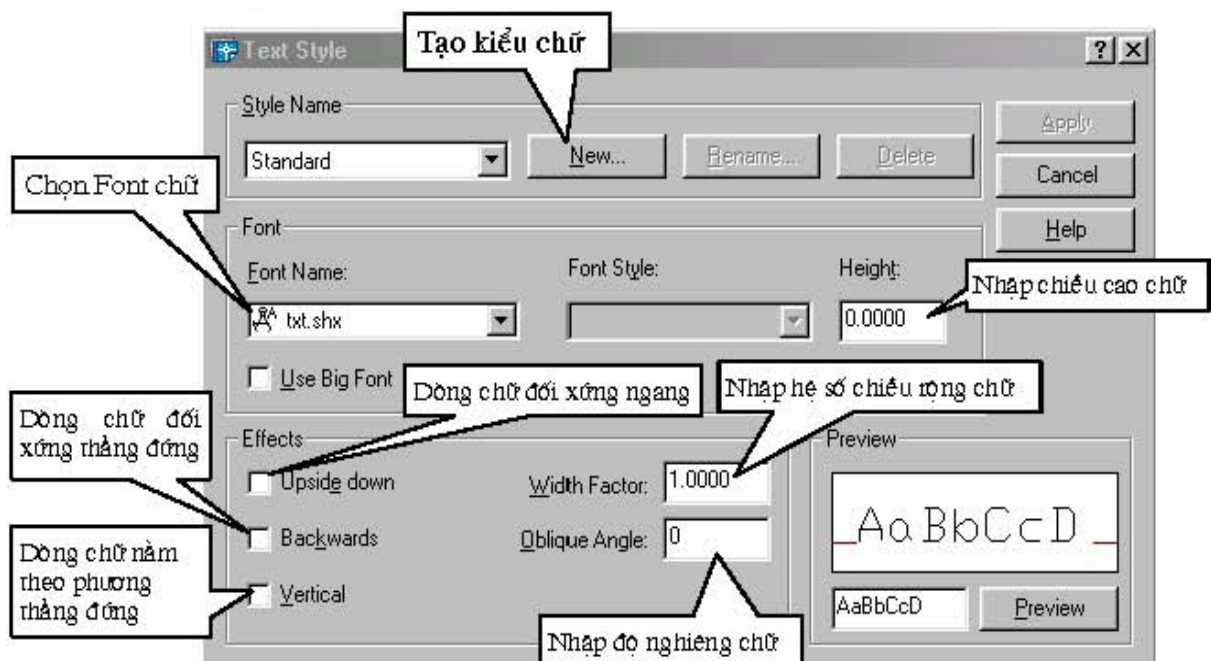 Tạo kiểu chữ
Text Style
Style Name
Standard
New...
Rename...
Delete
Apply
Cancel
Help
Chọn Font chữ
Font
Font Name:
Font Style:
Height:
txt.shx
0.0000
Nhập chiều cao chữ
Use Big Font
Dòng chữ đối xứng ngang
Nhập hệ số chiều rộng chữ
Dòng chữ đối
xứng thẳng đứng
Effects
Upside down
Width Factor:
1.0000
Backwards
Oblique Angle:
0
Dòng chữ nằm
theo phương
thẳng đứng
Vertical
Nhập độ nghiêng chữ
Preview
AaBbCcD
AaBbCcD
Preview